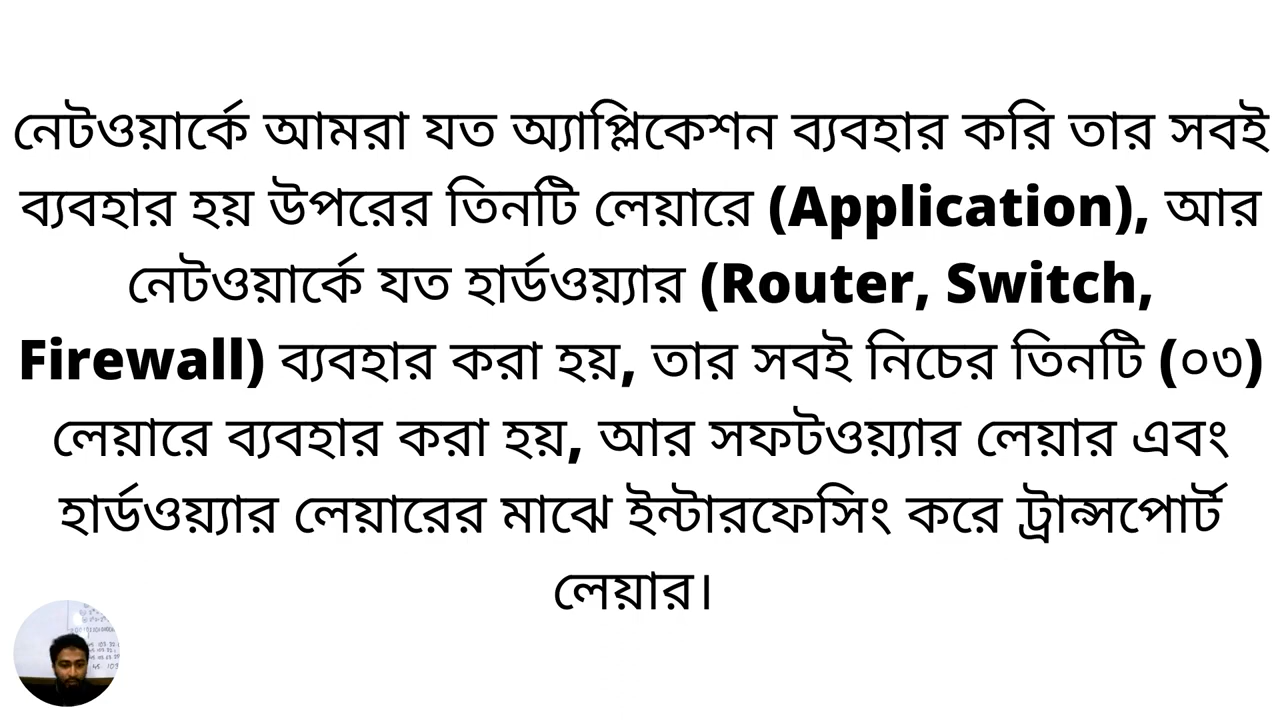 নেটওয়ার্কে আমরা যত অ্যাপ্লিকেশন ব্যবহার করি তার সবই
ব্যবহার হয় উপরের তিনটি লেয়ারে (Application), আর
নেটওয়ার্কে যত হার্ডওয়্যার (Router, Switch,
Firewall) ব্যবহার করা হয়, তার সবই নিচের তিনটি (০৩)
লেয়ারে ব্যবহার করা হয়, আর সফটওয়্যার লেয়ার এবং
হার্ডওয়্যার লেয়ারের মাঝে ইন্টারফেসিং করে ট্রান্সপোর্ট
লেয়ার।